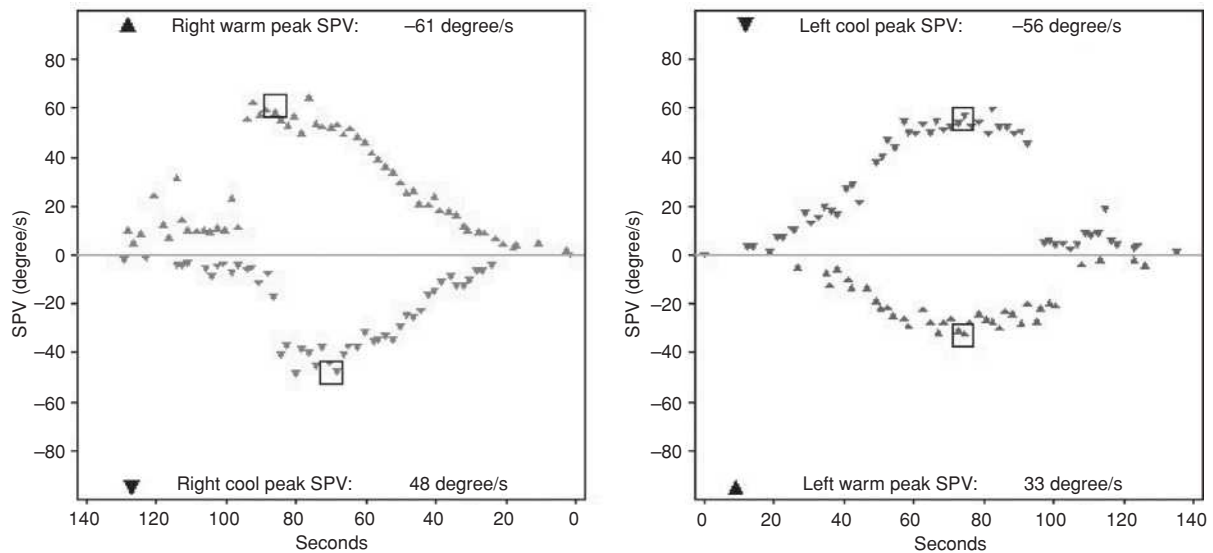 Right warm peak SPV: –61 degree/s
80
60
40
20
0
–20
–40
–60
–80
SPV (degree/s)
Right cool peak SPV: 48 degree/s
140 120 100 80 60 40 20 0
Seconds
Left cool peak SPV: –56 degree/s
80
60
40
20
0
–20
–40
–60
–80
SPV (degree/s)
Left warm peak SPV: 33 degree/s
0 20 40 60 80 100 120 140
Seconds